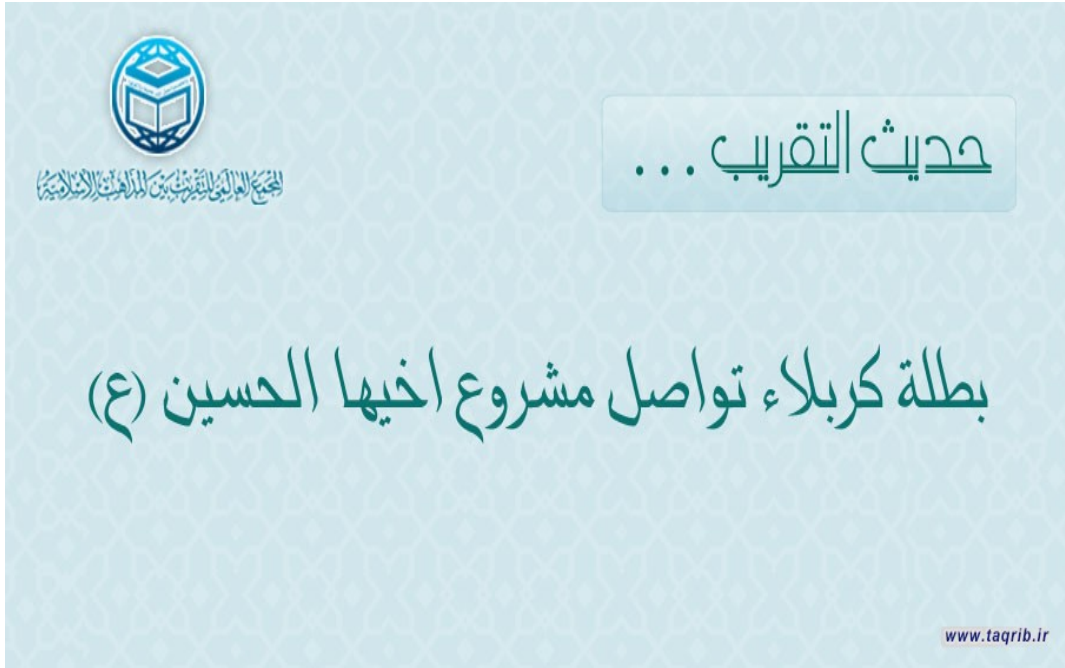 حديث التقريب ...
المجمع العالمي للتقريب بين المذاهب الإسلامية
بطلة كربلاء تواصل مشروع اخيها الحسين (ع)
www.taqrib.ir